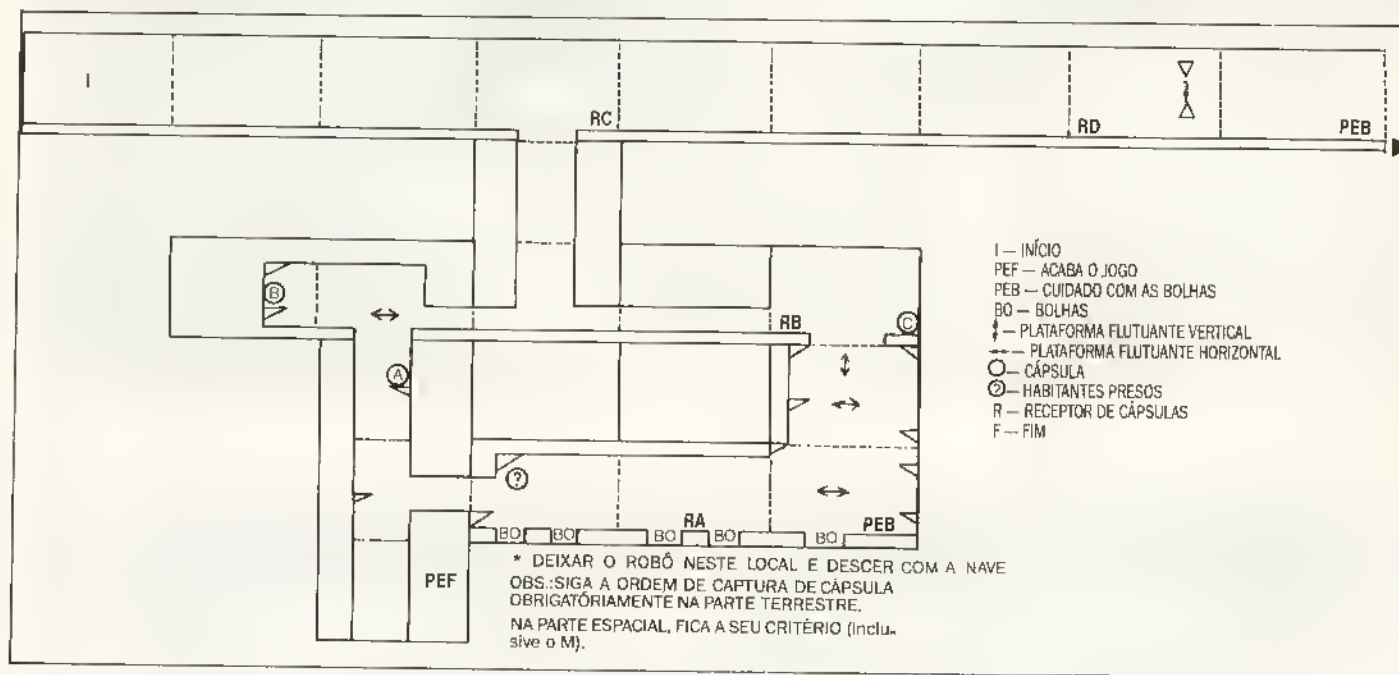 I
RC
RD
PEB
B
RB
C
A
?
RA
PEB
BO BO BO BO BO
PEF
I — INÍCIO
PEF — ACABA O JOGO
PEB — CUIDADO COM AS BOLHAS
BO — BOLHAS
— PLATAFORMA FLUTUANTE VERTICAL
— PLATAFORMA FLUTUANTE HORIZONTAL
— CÁPSULA
? — HABITANTES PRESOS
R — RECEPTOR DE CÁPSULAS
F — FIM
* DEIXAR O ROBÔ NESTE LOCAL E DESCER COM A NAVE
OBS.: SIGA A ORDEM DE CAPTURA DE CÁPSULA
OBRIGATÓRIAMENTE NA PARTE TERRESTRE.
NA PARTE ESPACIAL, FICA A SEU CRITÉRIO (Inclu-
sive o M).